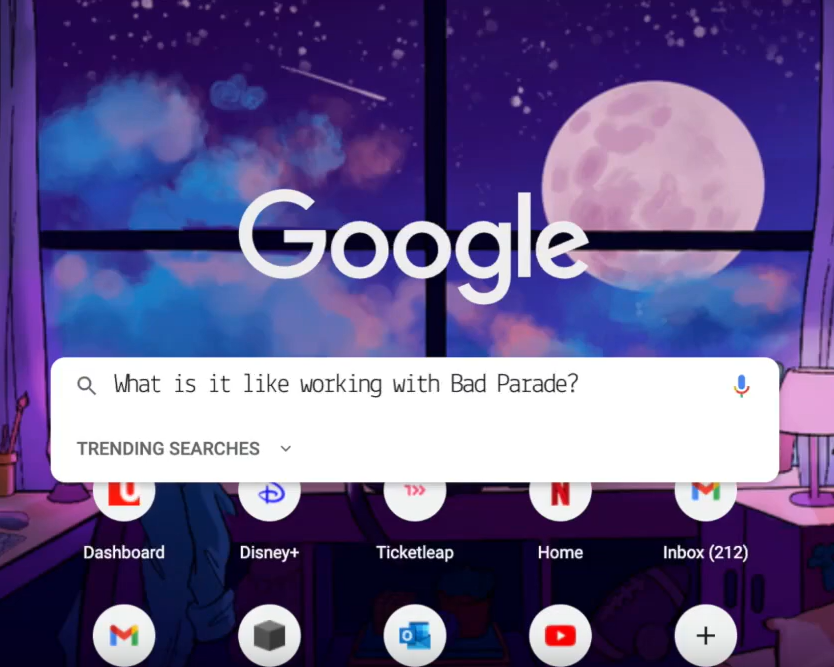 Google
What is it like working with Bad Parade?
TRENDING SEARCHES
Dashboard
Disney+
Ticketleap
Home
Inbox (212)